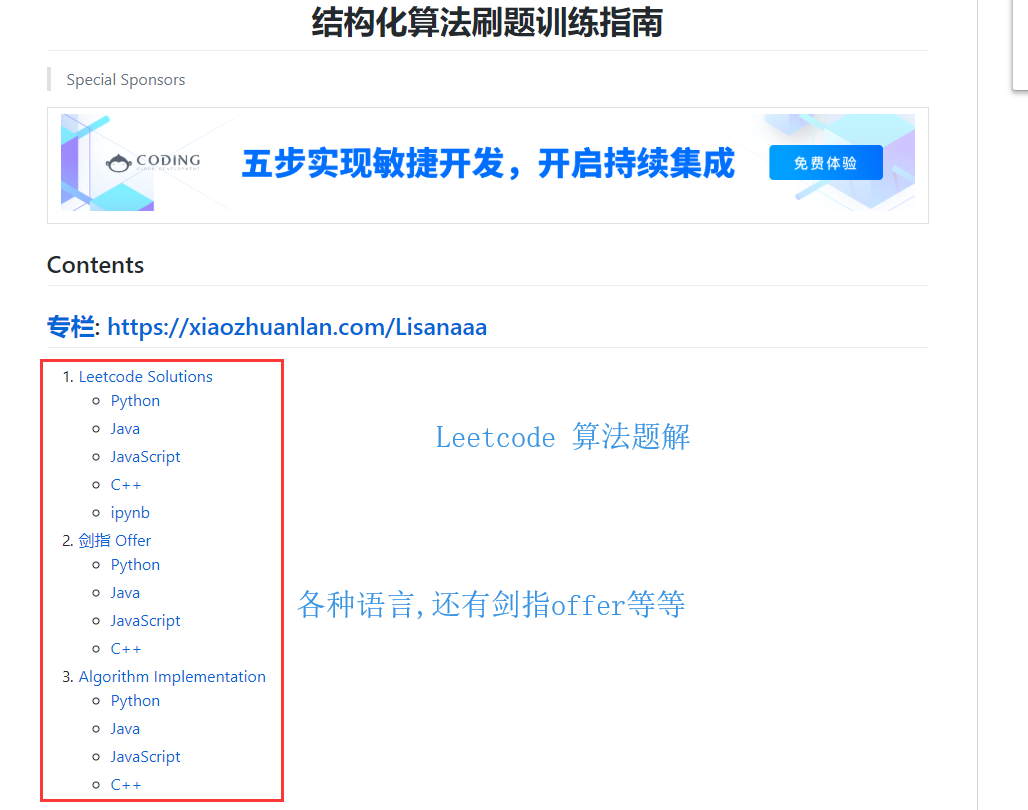 结构化算法刷题训练指南
Special Sponsors
CODING
五步实现敏捷开发，开启持续集成
免费体验
Contents
专栏: https://xiaozhuanlan.com/Lisanaaa
1. Leetcode Solutions
Python
Java
JavaScript
C++
ipynb
2. 剑指 Offer
Python
Java
JavaScript
C++
3. Algorithm Implementation
Python
Java
JavaScript
C++
Leetcode 算法题解
各种语言,还有剑指offer等等